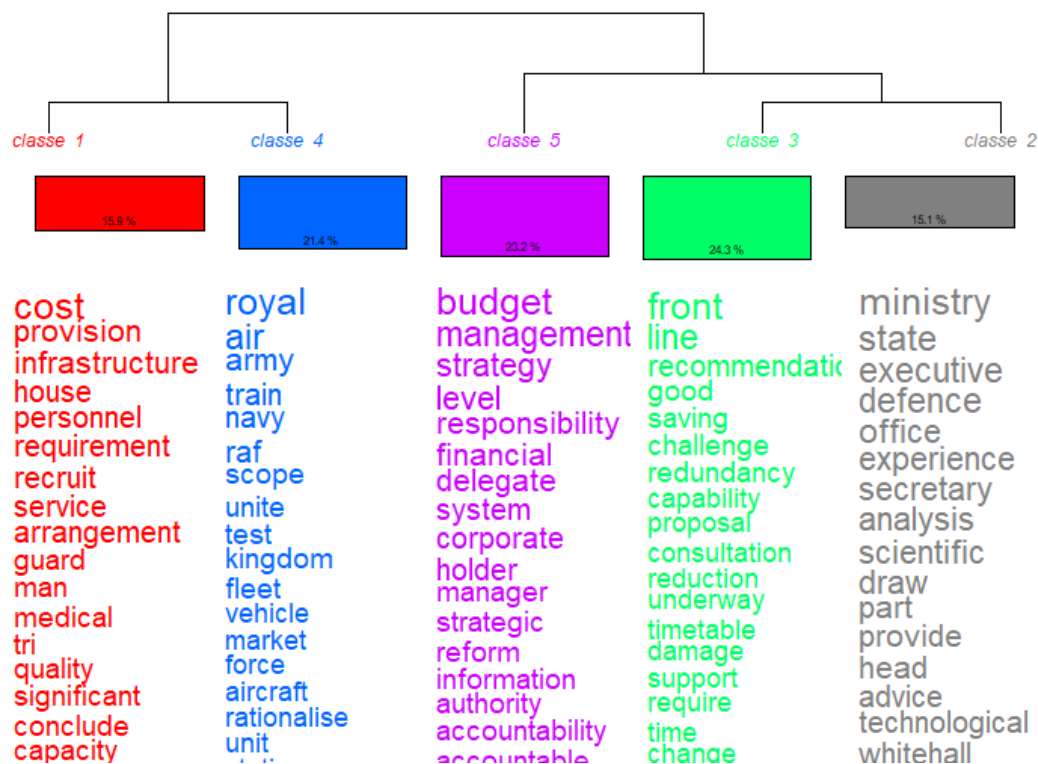 classe 1
classe 4
classe 5
classe 3
classe 2
15.9 %
21.4 %
23.2 %
24.3 %
15.1 %
cost
provision
infrastructure
house
personnel
requirement
recruit
service
arrangement
guard
man
medical
tri
quality
significant
conclude
capacity
royal
air
army
train
navy
raf
scope
unite
test
kingdom
fleet
vehicle
market
force
aircraft
rationalise
unit
budget
management
strategy
level
responsibility
financial
delegate
system
corporate
holder
manager
strategic
reform
information
authority
accountability
accountable
front
line
recommendatio
good
saving
challenge
redundancy
capability
proposal
consultation
reduction
underway
timetable
damage
support
require
time
change
ministry
state
executive
defence
office
experience
secretary
analysis
scientific
draw
part
provide
head
advice
technological
whitehall